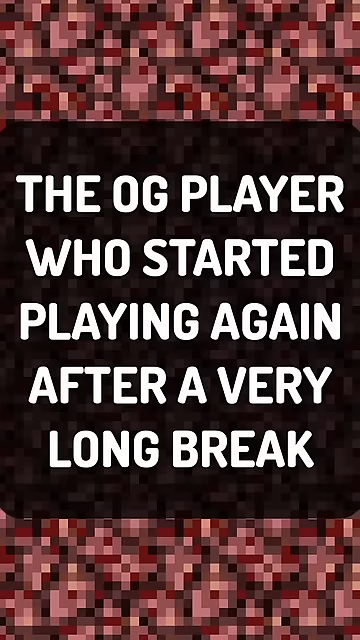 THE OG PLAYER
WHO STARTED
PLAYING AGAIN
AFTER A VERY
LONG BREAK